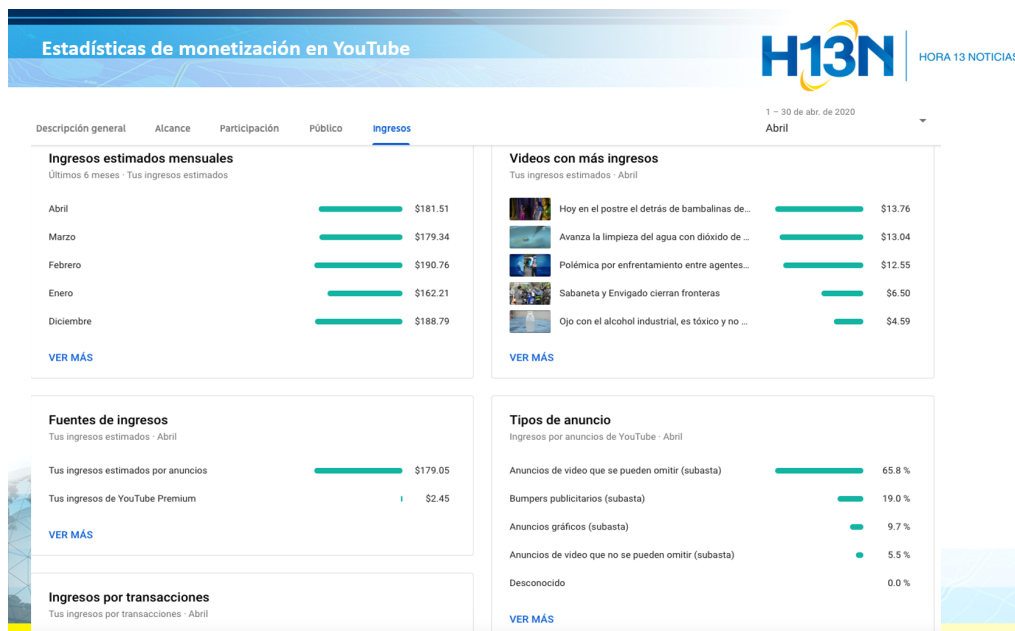 Estadísticas de monetización en YouTube
H13N
HORA 13 NOTICIAS
1 – 30 de abr. de 2020
Abril
Descripción general
Alcance
Participación
Público
Ingresos
Ingresos estimados mensuales
Últimos 6 meses · Tus ingresos estimados
Abril $181.51
Marzo $179.34
Febrero $190.76
Enero $162.21
Diciembre $188.79
VER MÁS
Videos con más ingresos
Tus ingresos estimados · Abril
Hoy en el postre el detrás de bambalinas de... $13.76
Avanza la limpieza del agua con dióxido de ... $13.04
Polémica por enfrentamiento entre agentes... $12.55
Sabaneta y Envigado cierran fronteras $6.50
Ojo con el alcohol industrial, es tóxico y no ... $4.59
VER MÁS
Fuentes de ingresos
Tus ingresos estimados · Abril
Tus ingresos estimados por anuncios $179.05
Tus ingresos de YouTube Premium $2.45
VER MÁS
Tipos de anuncio
Ingresos por anuncios de YouTube · Abril
Anuncios de video que se pueden omitir (subasta) 65.8 %
Bumpers publicitarios (subasta) 19.0 %
Anuncios gráficos (subasta) 9.7 %
Anuncios de video que no se pueden omitir (subasta) 5.5 %
Desconocido 0.0 %
VER MÁS
Ingresos por transacciones
Tus ingresos por transacciones · Abril